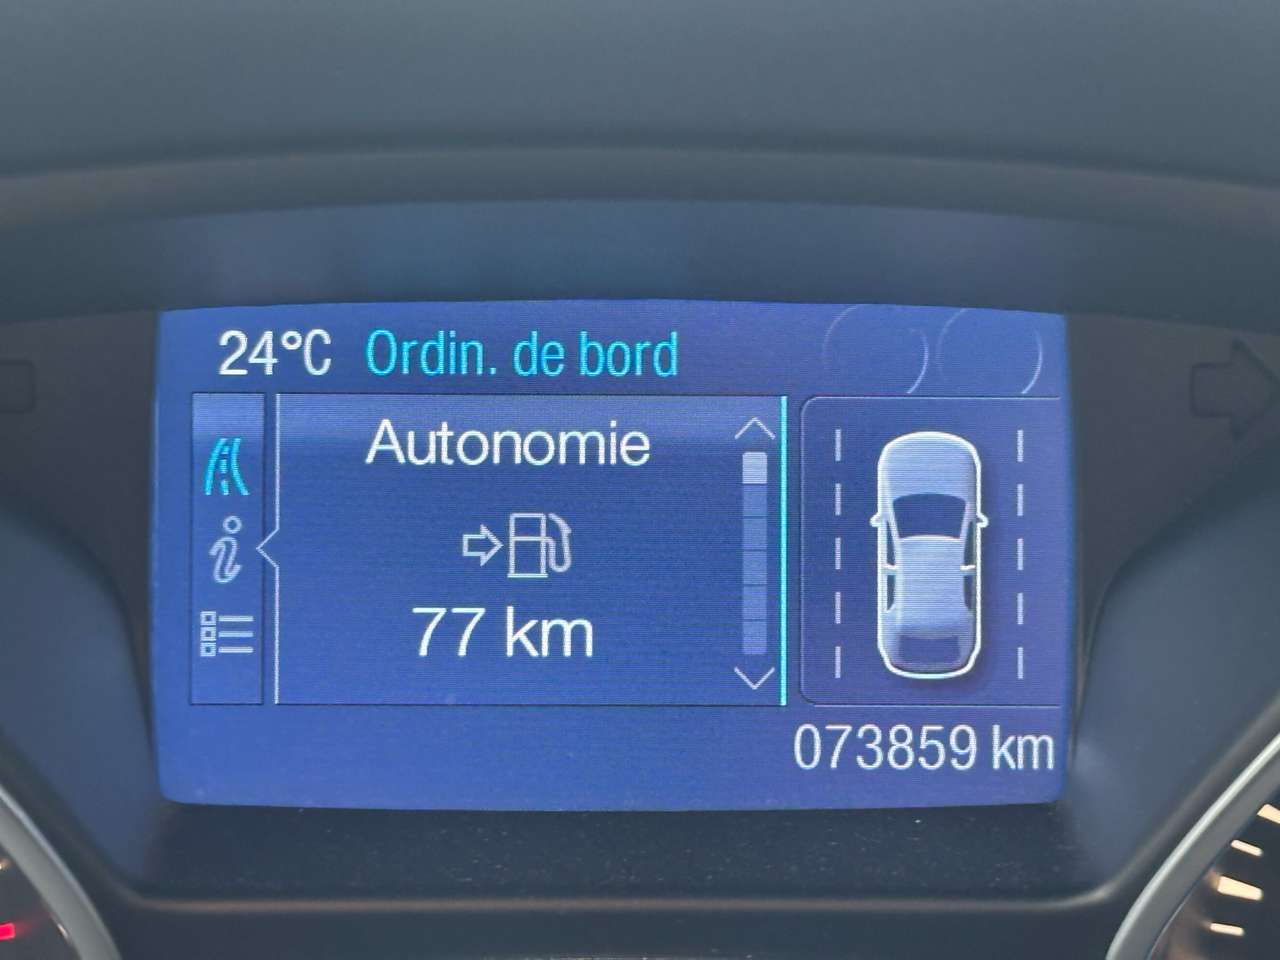 24°C Ordin. de bord
Autonomie
77 km
073859 km